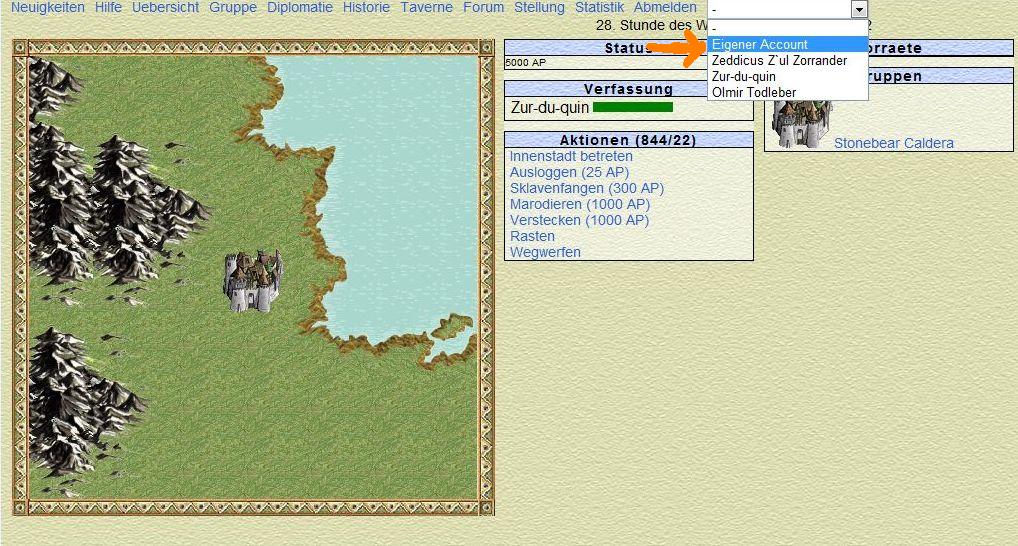 Neuigkeiten Hilfe Uebersicht Gruppe Diplomatie Historie Taverne Forum Stellung Statistik Abmelden -
28. Stunde des W 2
-
Eigener Account
Zeddicus Z`ul Zorrander
Zur-du-quin
Olmir Todleber
Status
5000 AP
Verfassung
Zur-du-quin
Aktionen (844/22)
Innenstadt betreten
Ausloggen (25 AP)
Sklavenfangen (300 AP)
Marodieren (1000 AP)
Verstecken (1000 AP)
Rasten
Wegwerfen
orraete
ruppen
Stonebear Caldera